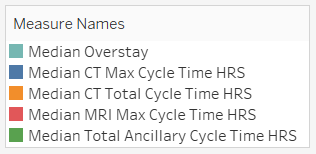 Measure Names
Median Overstay
Median CT Max Cycle Time HRS
Median CT Total Cycle Time HRS
Median MRI Max Cycle Time HRS
Median Total Ancillary Cycle Time HRS